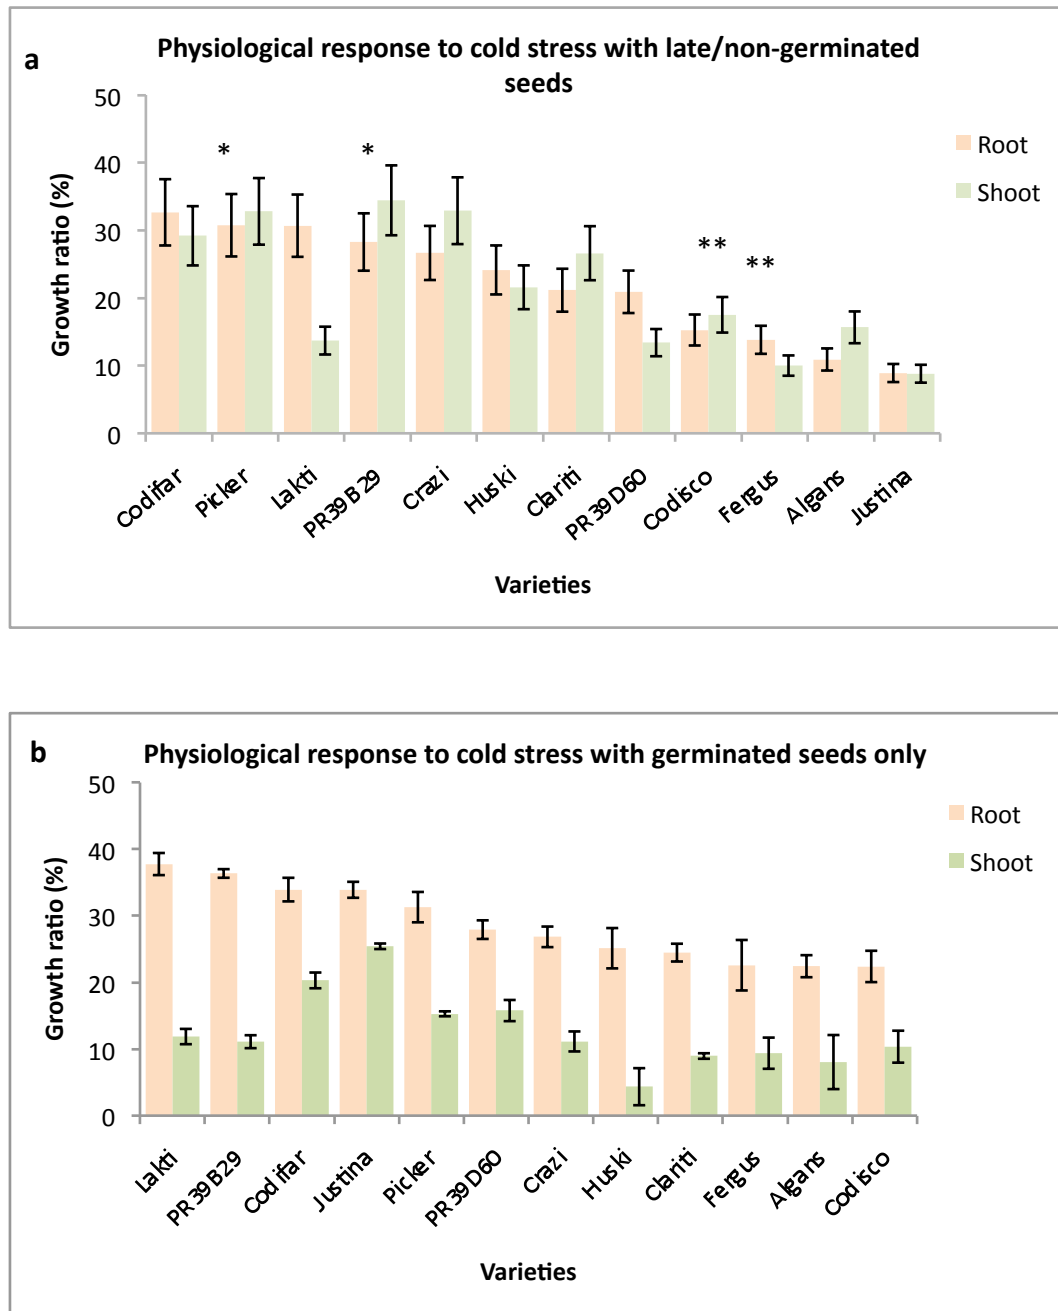 a
Physiological response to cold stress with late/non-germinated
seeds
50
40
30
20
10
0
Growth ratio (%)
* * ** **
Root
Shoot
Codifar Picker Lakti PR39B29 Crazi Huski Clariti PR39D60 Codisco Fergus Algans Justina
Varieties
b
Physiological response to cold stress with germinated seeds only
50
40
30
20
10
0
Growth ratio (%)
Root
Shoot
Lakti PR39B29 Codifar Justina Picker PR39D60 Crazi Huski Clariti Fergus Algans Codisco
Varieties